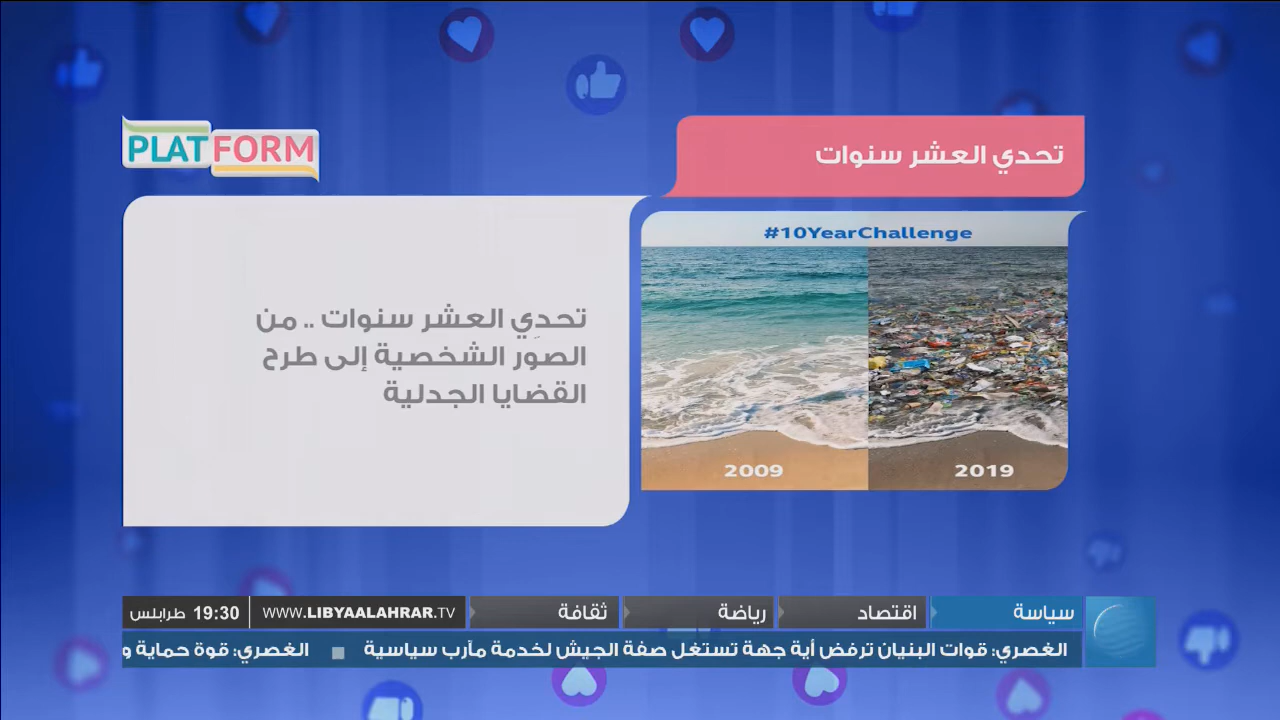 PLATFORM
تحدي العشر سنوات
#10YearChallenge
2009
2019
تحدِي العشر سنوات .. من
الصور الشخصية إلى طرح
القضايا الجدلية
سياسة
اقتصاد
رياضة
ثقافة
WWW.LIBYAALAHRAR.TV
19:30 طرابلس
الغصري: قوات البنيان ترفض أية جهة تستغل صفة الجيش لخدمة مآرب سياسية ■ الغصري: قوة حماية و